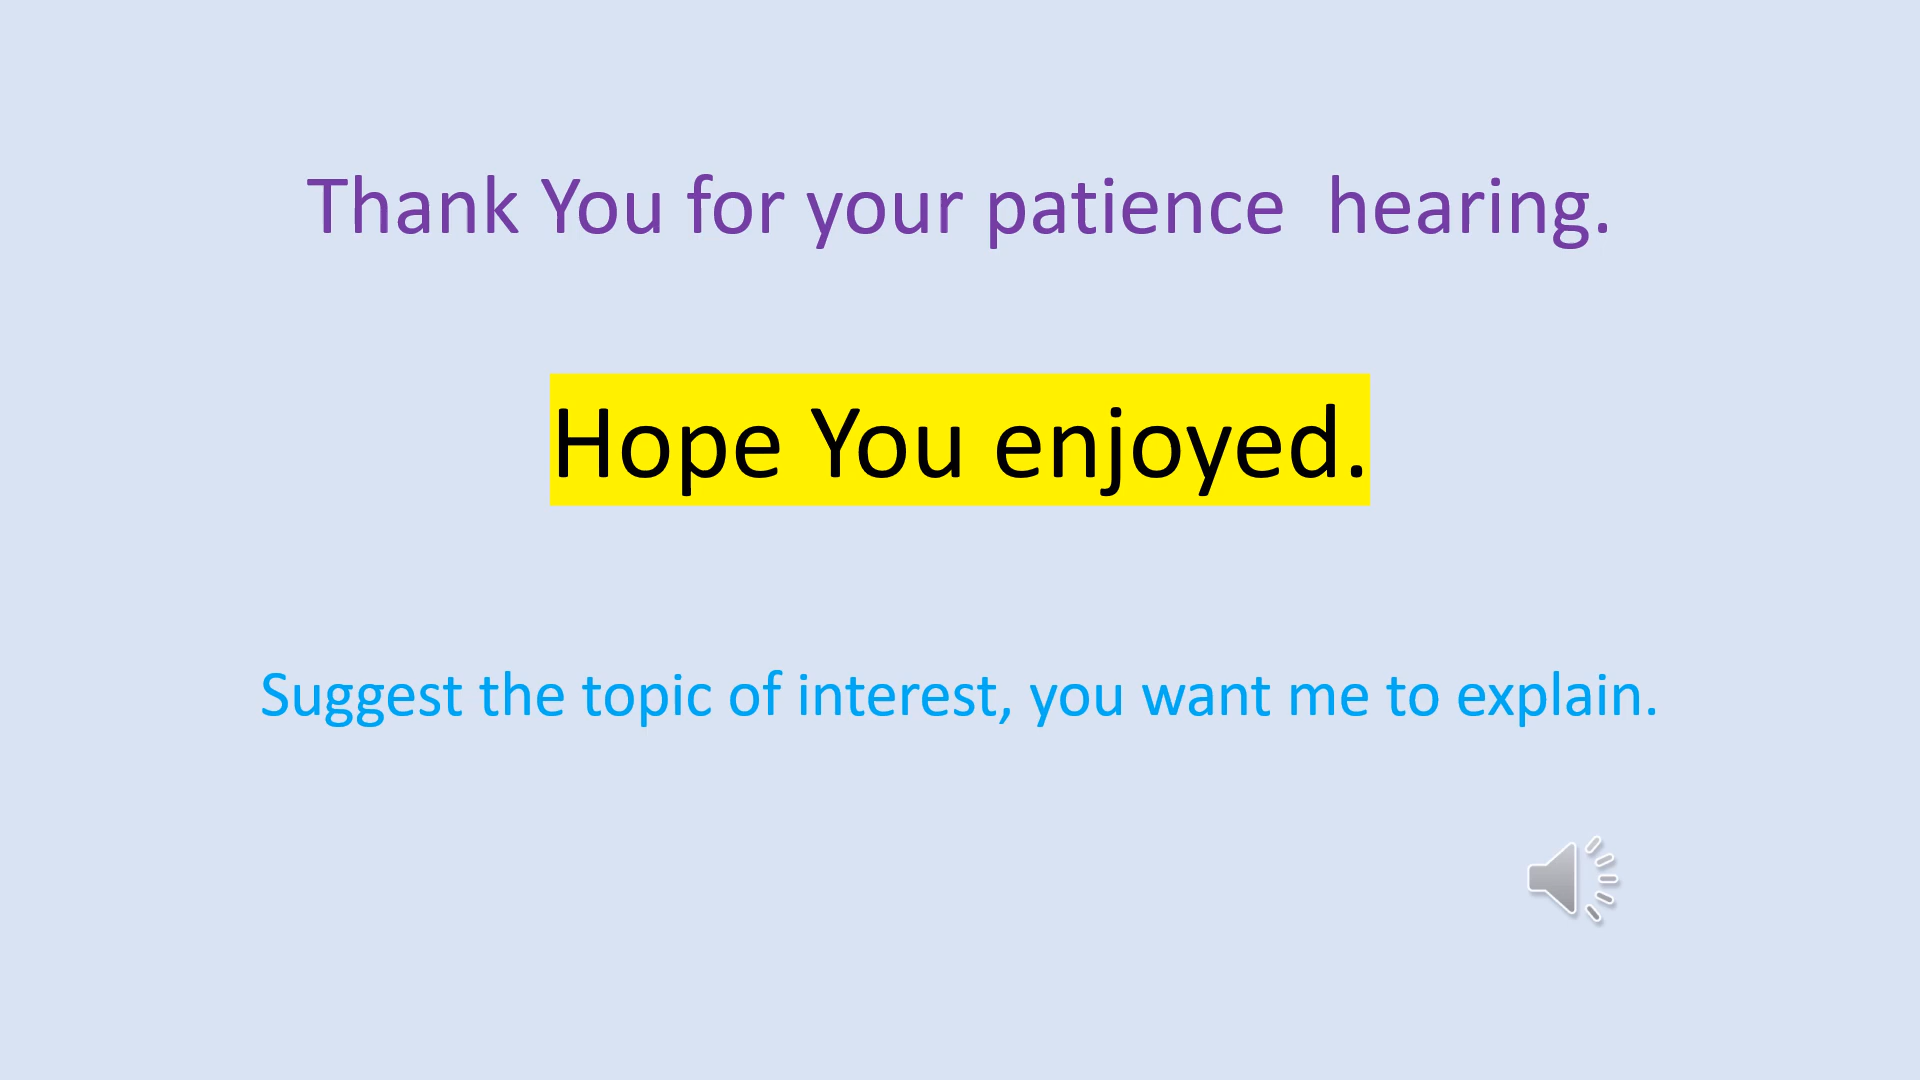 Thank You for your patience  hearing.
Hope You enjoyed.
Suggest the topic of interest, you want me to explain.